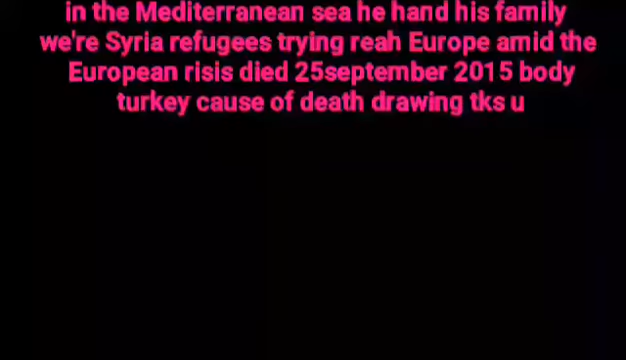 in the Mediterranean sea he hand his family
we're Syria refugees trying reah Europe amid the
European risis died 25september 2015 body
turkey cause of death drawing tks u